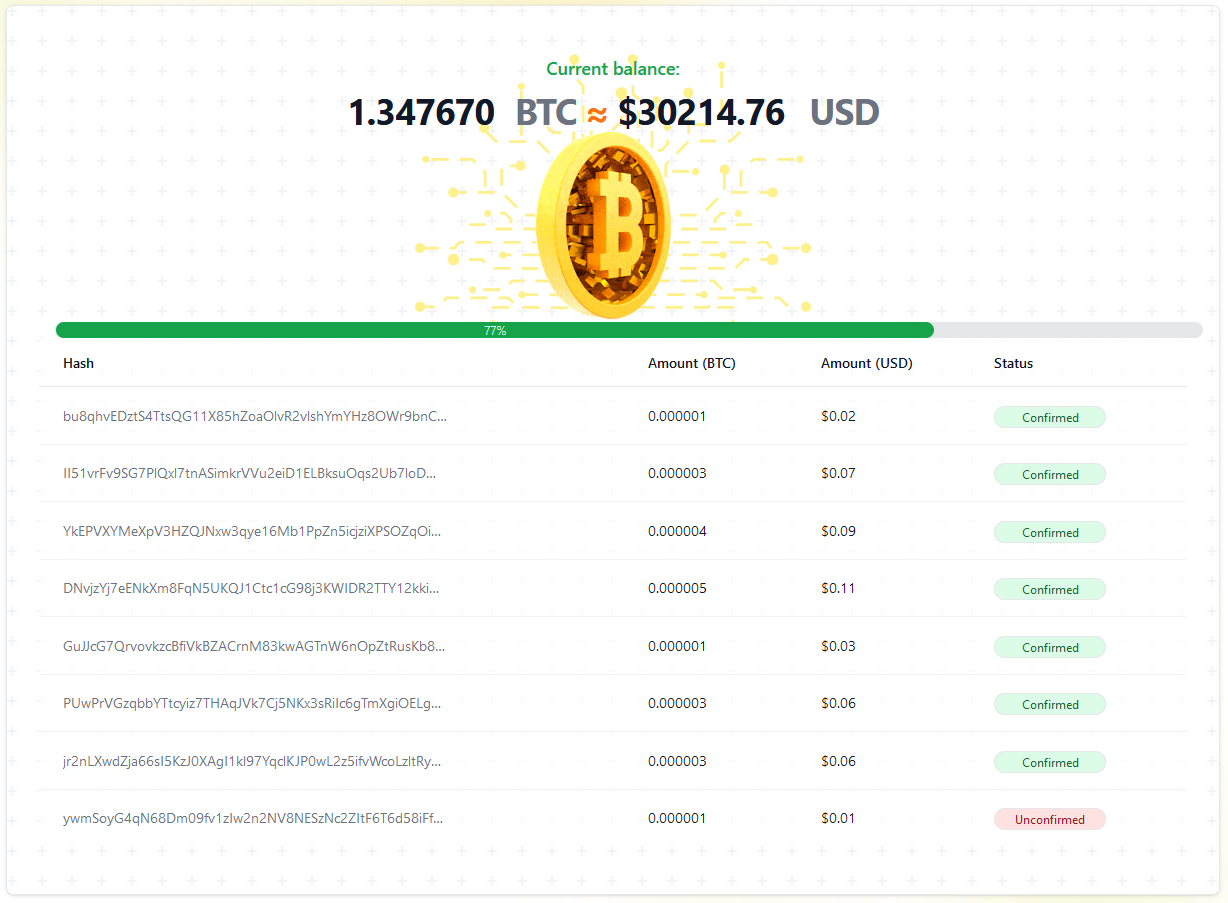 Current balance:
1.347670 BTC ≈ $30214.76 USD
77%
Hash Amount (BTC) Amount (USD) Status
bu8qhvEDztS4TtsQG11X85hZoaOlvR2vlshYmYHz8OWr9bnC... 0.000001 $0.02 Confirmed
II51vrFv9SG7PlQxl7tnASimkrVVu2eiD1ELBksuOqs2Ub7loD... 0.000003 $0.07 Confirmed
YkEPVXYMeXpV3HZQJNxw3qye16Mb1PpZn5icjziXPSOZqOi... 0.000004 $0.09 Confirmed
DNvjzYj7eENkXm8FqN5UKQJ1Ctc1cG98j3KWIDR2TTY12kki... 0.000005 $0.11 Confirmed
GuJJcG7QrvovkzcBfiVkBZACrnM83kwAGTnW6nOpZtRusKb8... 0.000001 $0.03 Confirmed
PUwPrVGzqbbYTtcyiz7THAqJVk7Cj5NKx3sRiIc6gTmXgiOELg... 0.000003 $0.06 Confirmed
jr2nLXwdZja66sI5KzJ0XAgI1kl97YqclKJP0wL2z5ifvWcoLzltRy... 0.000003 $0.06 Confirmed
ywmSoyG4qN68Dm09fv1zIw2n2NV8NESzNc2ZItF6T6d58iFf... 0.000001 $0.01 Unconfirmed